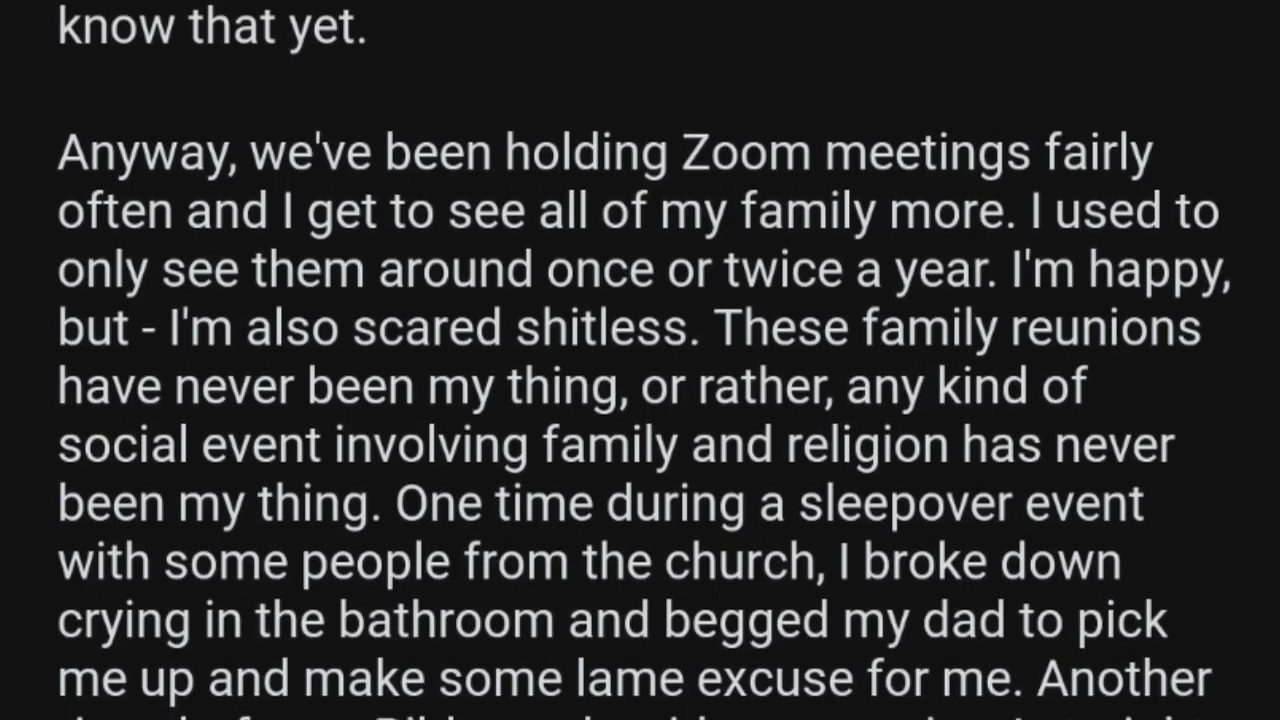 know that yet.
Anyway, we've been holding Zoom meetings fairly
often and I get to see all of my family more. I used to
only see them around once or twice a year. I'm happy,
but - I'm also scared shitless. These family reunions
have never been my thing, or rather, any kind of
social event involving family and religion has never
been my thing. One time during a sleepover event
with some people from the church, I broke down
crying in the bathroom and begged my dad to pick
me up and make some lame excuse for me. Another